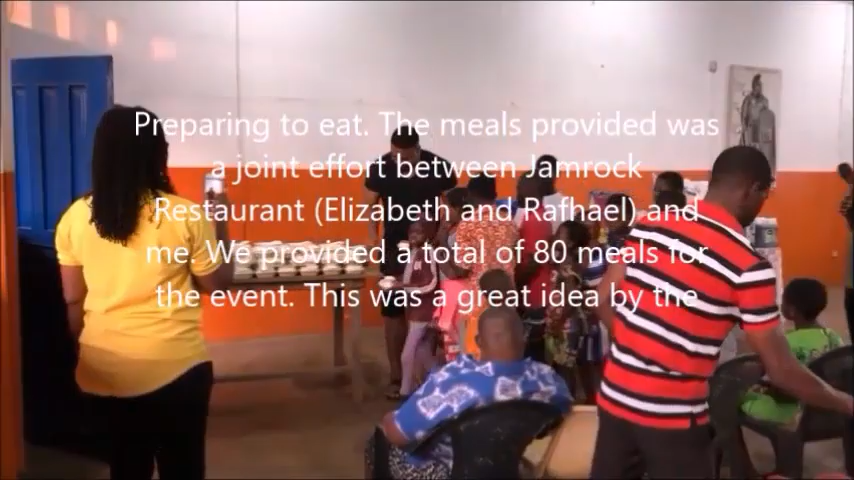 Preparing to eat. The meals provided was
a joint effort between Jamrock
Restaurant (Elizabeth and Rafhael) and
me. We provided a total of 80 meals for
the event. This was a great idea by the